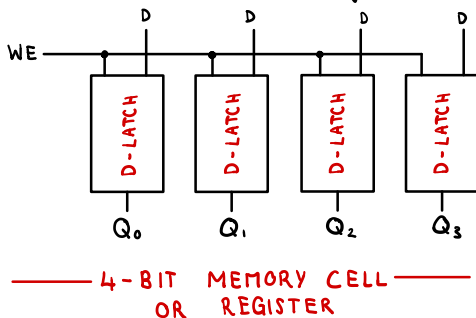 D D D D
WE
D-LATCH D-LATCH D-LATCH D-LATCH
Q₀ Q₁ Q₂ Q₃
4-BIT MEMORY CELL
OR REGISTER